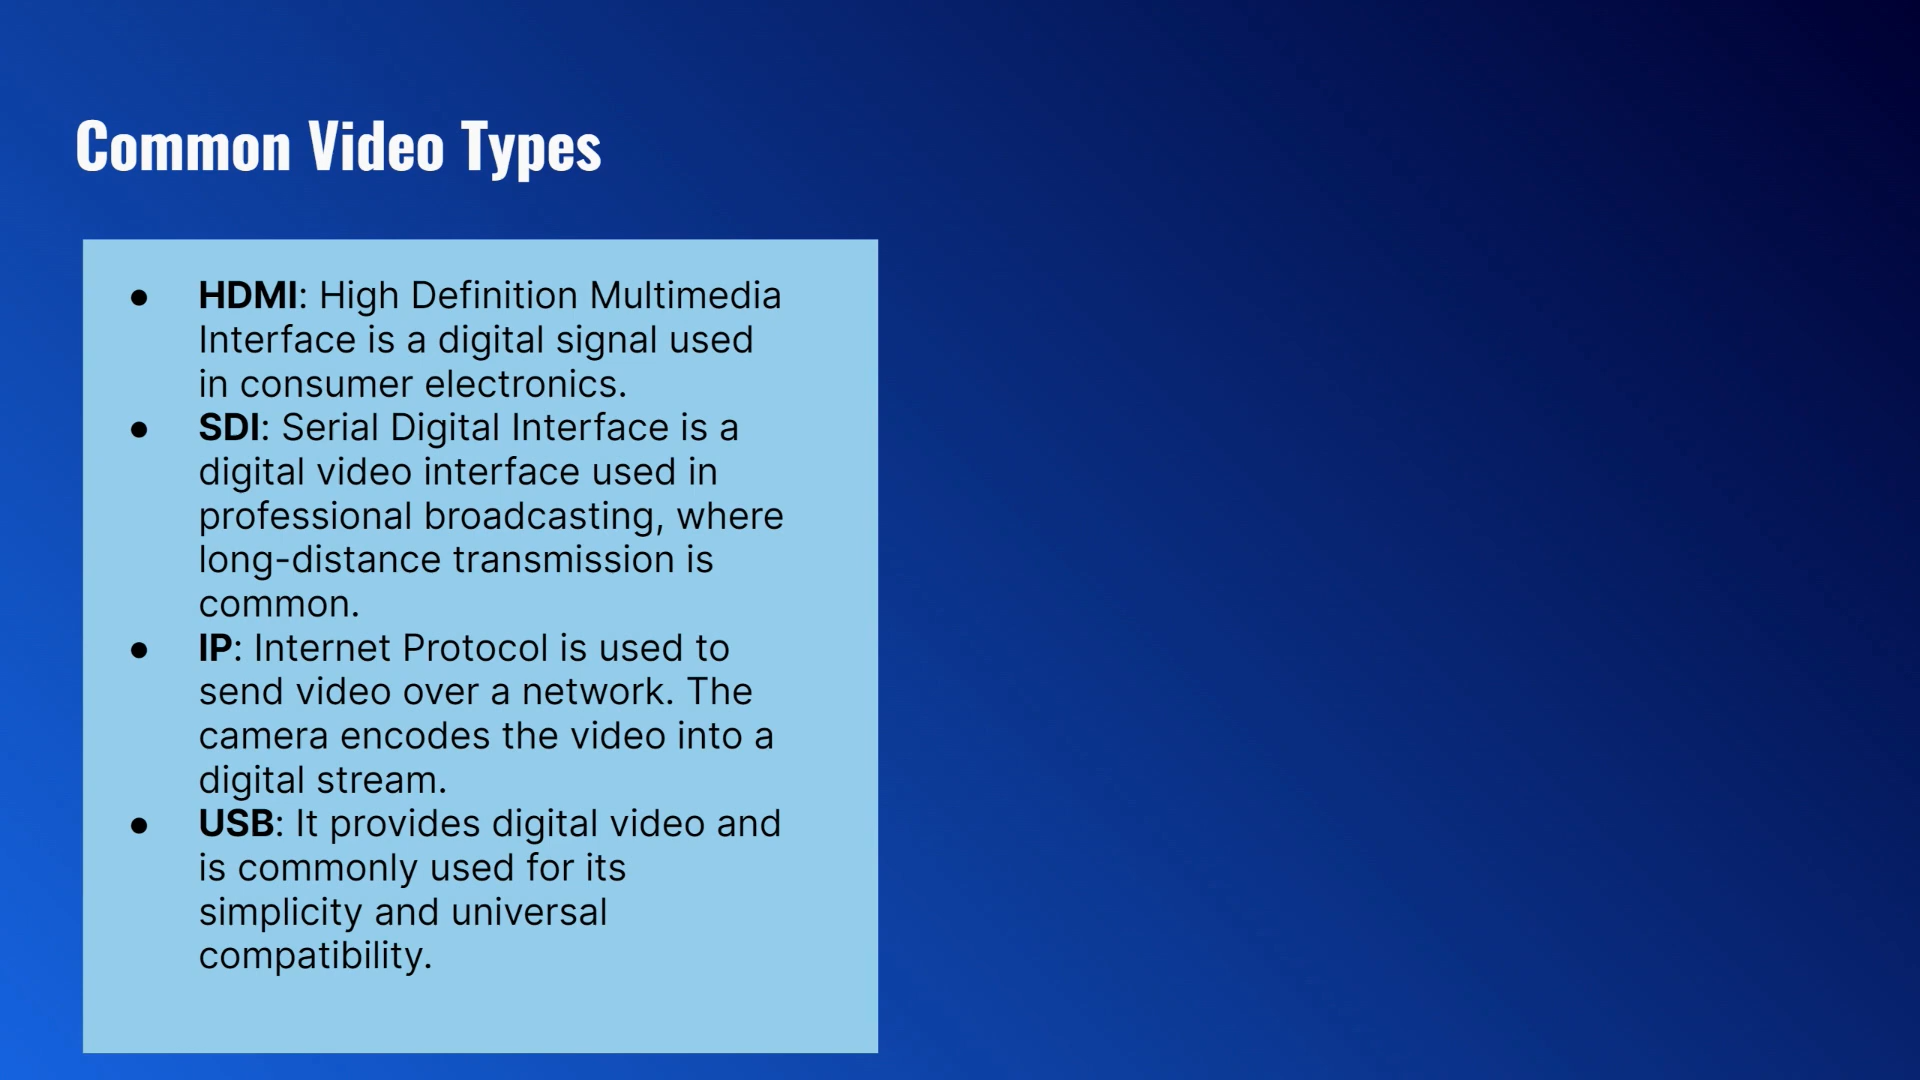 Common Video Types
● HDMI: High Definition Multimedia
Interface is a digital signal used
in consumer electronics.
● SDI: Serial Digital Interface is a
digital video interface used in
professional broadcasting, where
long-distance transmission is
common.
● IP: Internet Protocol is used to
send video over a network. The
camera encodes the video into a
digital stream.
● USB: It provides digital video and
is commonly used for its
simplicity and universal
compatibility.